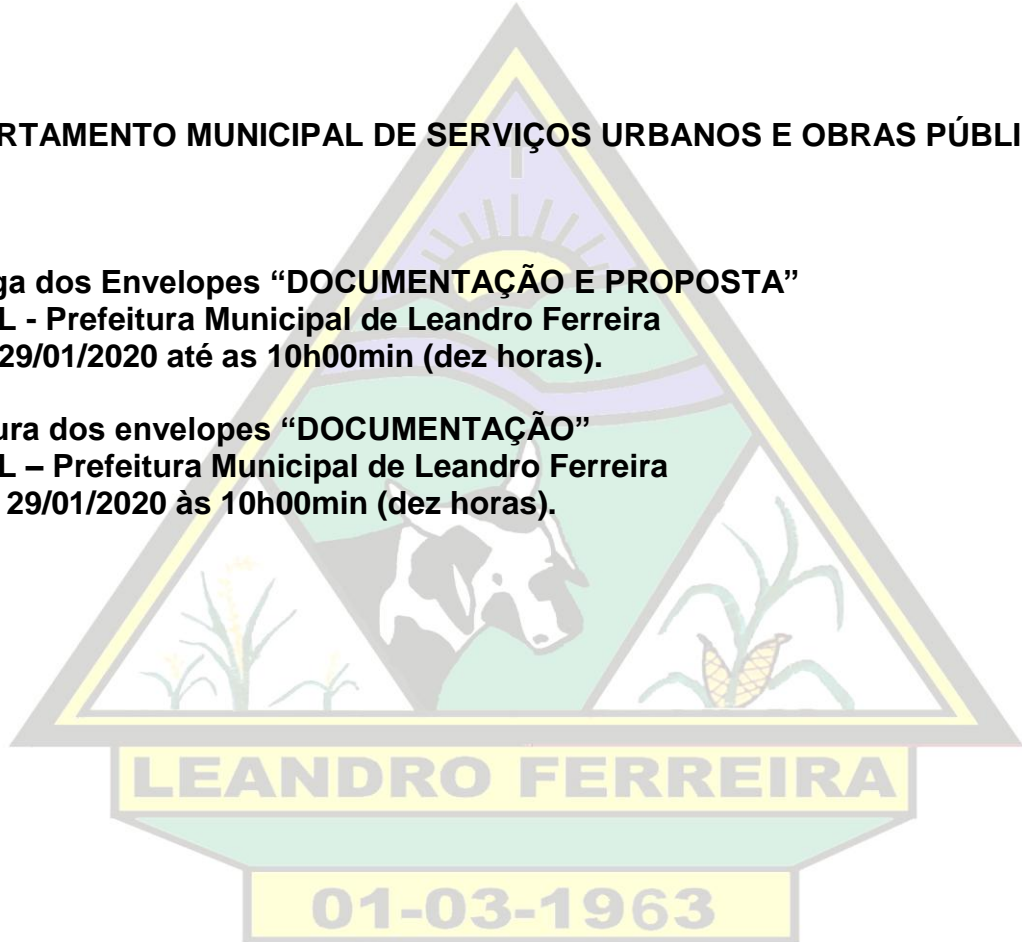 RTAMENTO MUNICIPAL DE SERVIÇOS URBANOS E OBRAS PÚBLI
ga dos Envelopes “DOCUMENTAÇÃO E PROPOSTA”
L - Prefeitura Municipal de Leandro Ferreira
29/01/2020 até as 10h00min (dez horas).
ura dos envelopes “DOCUMENTAÇÃO”
L – Prefeitura Municipal de Leandro Ferreira
29/01/2020 às 10h00min (dez horas).
LEANDRO FERREIRA
01-03-1963